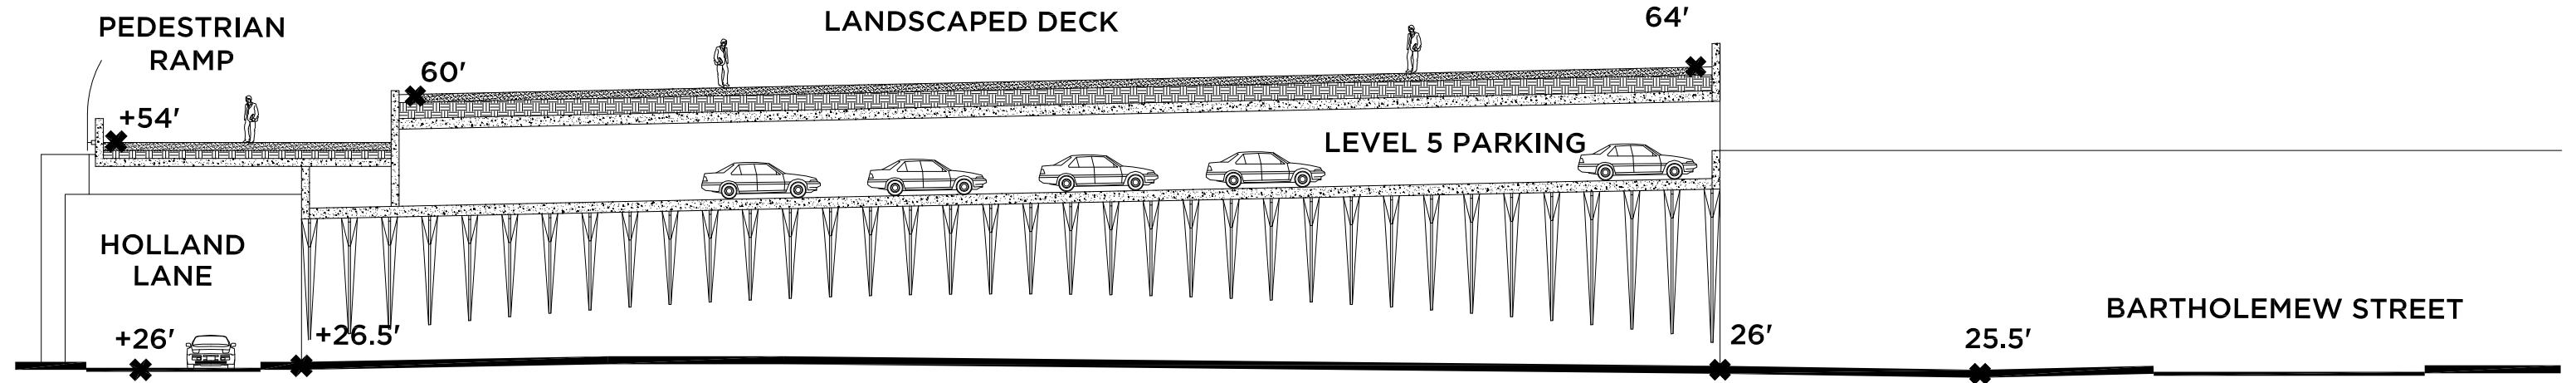 PEDESTRIAN
RAMP
LANDSCAPED DECK
64'
60'
+54'
LEVEL 5 PARKING
HOLLAND
LANE
+26'
+26.5'
26'
25.5'
BARTHOLEMEW STREET